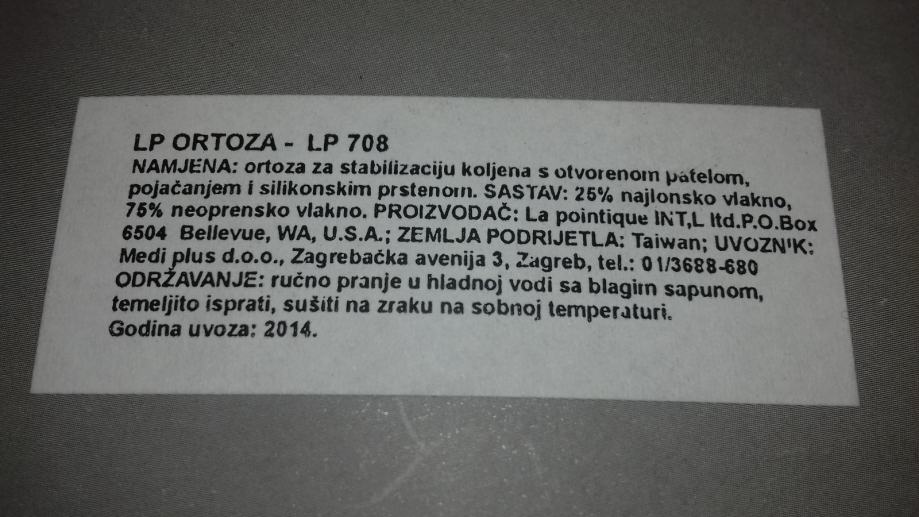 LP ORTOZA - LP 708
NAMJENA: ortoza za stabilizaciju koljena s otvorenom patelom,
pojačanjem i silikonskim prstenom. SASTAV: 25% najlonsko vlakno,
75% neoprensko vlakno. PROIZVOĐAČ: La pointique INT,L ltd.P.O.Box
6504 Bellevue, WA, U.S.A.; ZEMLJA PODRIJETLA: Taiwan; UVOZNIK:
Medi plus d.o.o., Zagrebačka avenija 3, Zagreb, tel.: 01/3688-680
ODRŽAVANJE: ručno pranje u hladnoj vodi sa blagim sapunom,
temeljito isprati, sušiti na zraku na sobnoj temperaturi.
Godina uvoza: 2014.